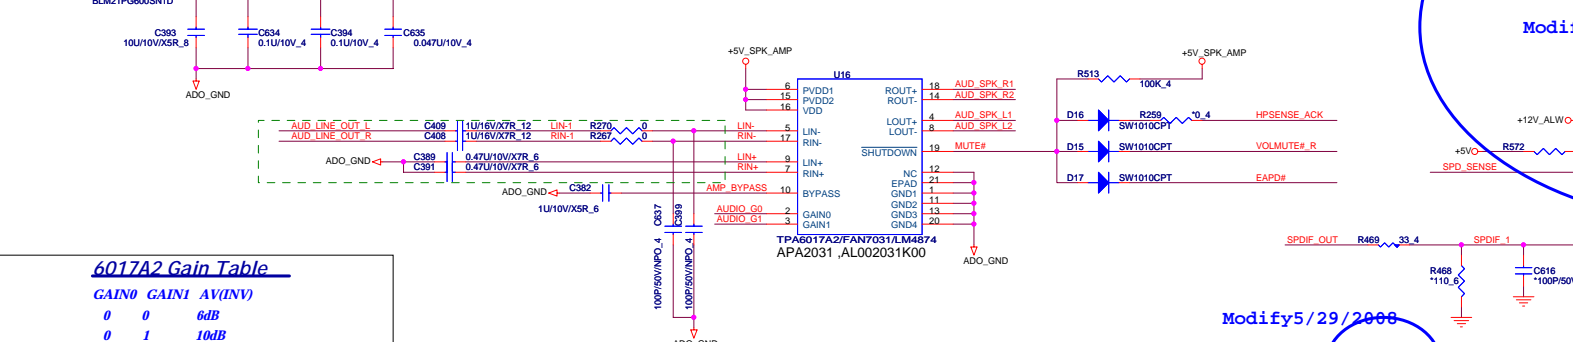 BLM21PG600SN1D
C393
10U/10V/X5R_8
C634
0.1U/10V_4
C394
0.1U/10V_4
C635
0.047U/10V_4
ADO_GND
+5V_SPK_AMP
U16
6 PVDD1
15 PVDD2
16 VDD
5 LIN-
17 RIN-
9 LIN+
7 RIN+
10 BYPASS
2 GAIN0
3 GAIN1
ROUT+ 18 AUD_SPK_R1
ROUT- 14 AUD_SPK_R2
LOUT+ 4 AUD_SPK_L1
LOUT- 8 AUD_SPK_L2
SHUTDOWN 19 MUTE#
NC 12
EPAD 21
GND1 1
GND2 11
GND3 13
GND4 20
TPA6017A2/FAN7031/LM4874
APA2031 ,AL002031K00
ADO_GND
AUD_LINE_OUT_L C409 1U/16V/X7R_12 LIN-1 R270 0 LIN-
AUD_LINE_OUT_R C408 1U/16V/X7R_12 RIN-1 R267 0 RIN-
ADO_GND C389 0.47U/10V/X7R_6 LIN+
C391 0.47U/10V/X7R_6 RIN+
ADO_GND C382 AMP_BYPASS
1U/10V/X5R_6
AUDIO_G0
AUDIO_G1
C637
100P/50V/NPO_4
C399
100P/50V/NPO_4
+5V_SPK_AMP
R513
100K_4
D16 SW1010CPT R259 *0_4 HPSENSE_ACK
D15 SW1010CPT VOLMUTE#_R
D17 SW1010CPT EAPD#
+12V_ALW
+5V R572
SPD_SENSE
SPDIF_OUT R469 33_4 SPDIF_1
R468
*110_6
C616
Modify5/29/2008
6017A2 Gain Table
GAIN0 GAIN1 AV(INV)
0 0 6dB
0 1 10dB